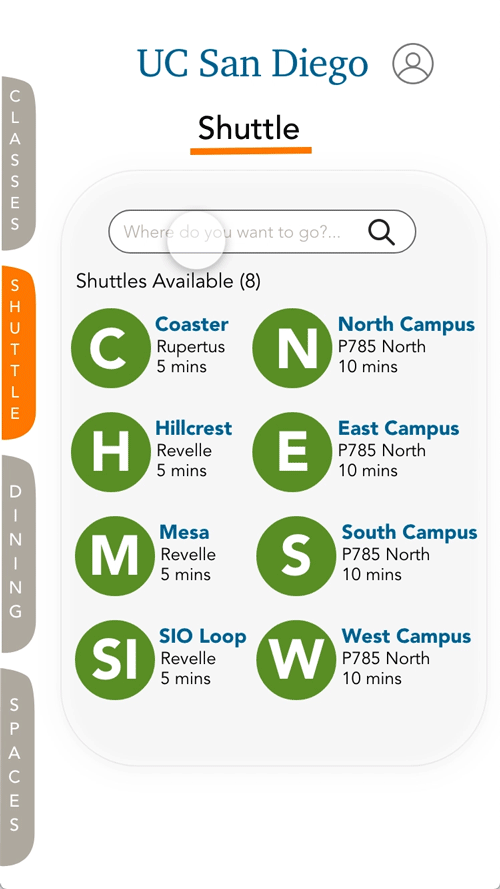 UC San Diego
Shuttle
CLASSES
SHUTTLE
DINING
SPACES
Where do you want to go?...
Shuttles Available (8)
C
Coaster
Rupertus
5 mins
N
North Campus
P785 North
10 mins
H
Hillcrest
Revelle
5 mins
E
East Campus
P785 North
10 mins
M
Mesa
Revelle
5 mins
S
South Campus
P785 North
10 mins
SI
SIO Loop
Revelle
5 mins
W
West Campus
P785 North
10 mins